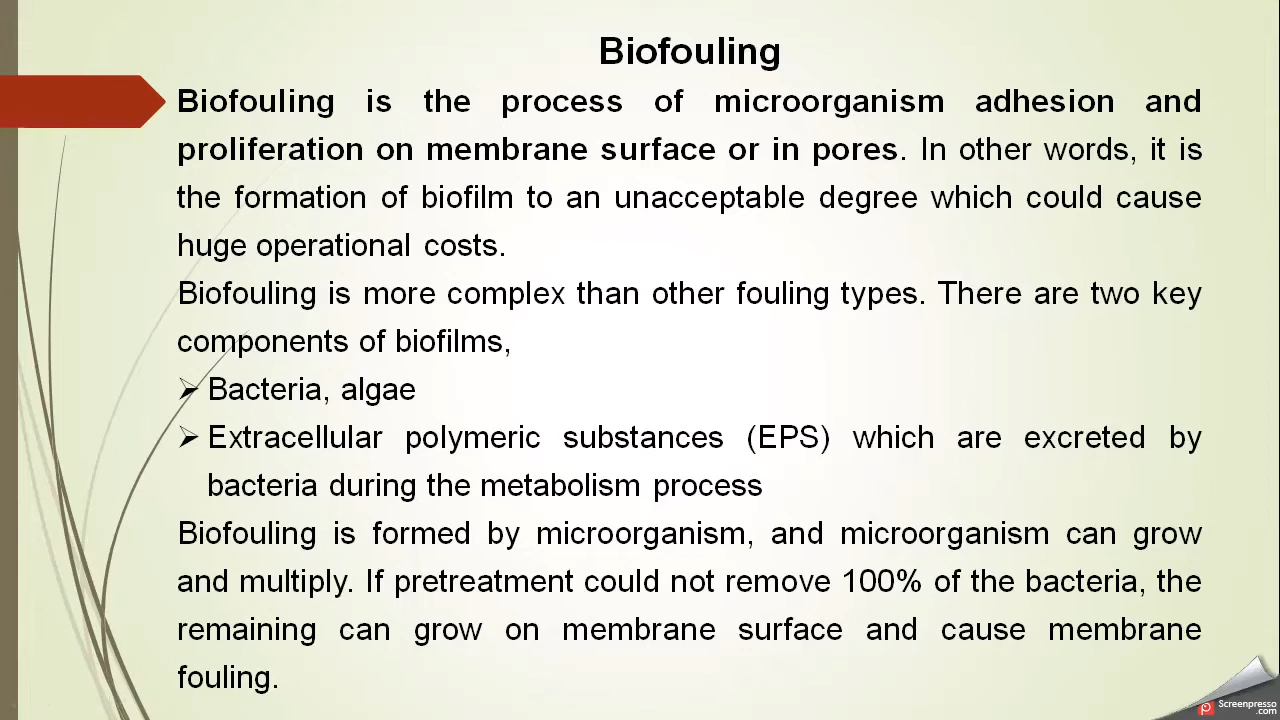 Biofouling
Biofouling is the process of microorganism adhesion and
proliferation on membrane surface or in pores. In other words, it is
the formation of biofilm to an unacceptable degree which could cause
huge operational costs.
Biofouling is more complex than other fouling types. There are two key
components of biofilms,
➢ Bacteria, algae
➢ Extracellular polymeric substances (EPS) which are excreted by
bacteria during the metabolism process
Biofouling is formed by microorganism, and microorganism can grow
and multiply. If pretreatment could not remove 100% of the bacteria, the
remaining can grow on membrane surface and cause membrane
fouling.
Screenpresso
.com